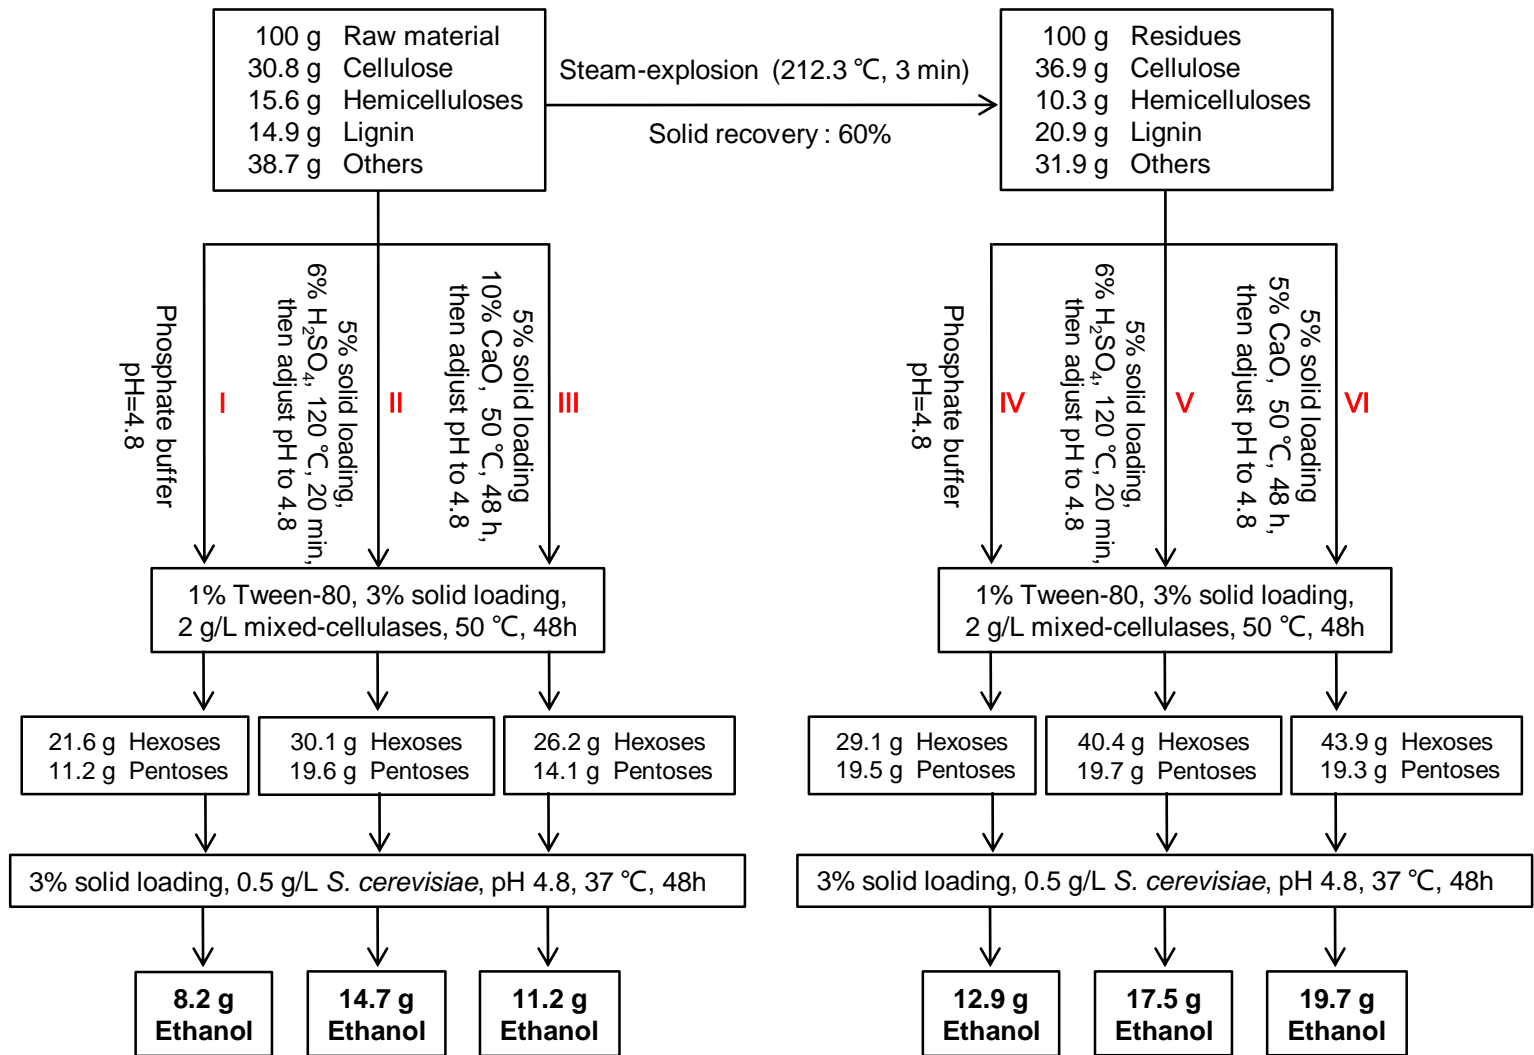 100 g Raw material
30.8 g Cellulose
15.6 g Hemicelluloses
14.9 g Lignin
38.7 g Others
Steam-explosion (212.3 ℃, 3 min)
Solid recovery : 60%
100 g Residues
36.9 g Cellulose
10.3 g Hemicelluloses
20.9 g Lignin
31.9 g Others
Phosphate buffer
pH=4.8
I
5% solid loading,
6% H₂SO₄, 120 ℃, 20 min,
then adjust pH to 4.8
II
5% solid loading
10% CaO, 50 ℃, 48 h,
then adjust pH to 4.8
III
Phosphate buffer
pH=4.8
IV
5% solid loading,
6% H₂SO₄, 120 ℃, 20 min,
then adjust pH to 4.8
V
5% solid loading
5% CaO, 50 ℃, 48 h,
then adjust pH to 4.8
VI
1% Tween-80, 3% solid loading,
2 g/L mixed-cellulases, 50 ℃, 48h
1% Tween-80, 3% solid loading,
2 g/L mixed-cellulases, 50 ℃, 48h
21.6 g Hexoses
11.2 g Pentoses
30.1 g Hexoses
19.6 g Pentoses
26.2 g Hexoses
14.1 g Pentoses
29.1 g Hexoses
19.5 g Pentoses
40.4 g Hexoses
19.7 g Pentoses
43.9 g Hexoses
19.3 g Pentoses
3% solid loading, 0.5 g/L S. cerevisiae, pH 4.8, 37 ℃, 48h
3% solid loading, 0.5 g/L S. cerevisiae, pH 4.8, 37 ℃, 48h
8.2 g
Ethanol
14.7 g
Ethanol
11.2 g
Ethanol
12.9 g
Ethanol
17.5 g
Ethanol
19.7 g
Ethanol